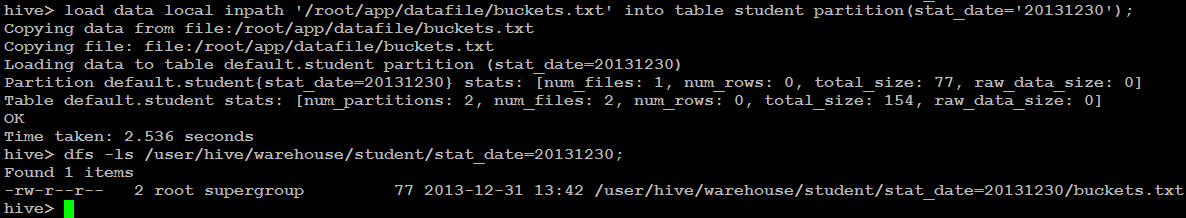 hive> load data local inpath '/root/app/datafile/buckets.txt' into table student partition(stat_date='20131230');
Copying data from file:/root/app/datafile/buckets.txt
Copying file: file:/root/app/datafile/buckets.txt
Loading data to table default.student partition (stat_date=20131230)
Partition default.student{stat_date=20131230} stats: [num_files: 1, num_rows: 0, total_size: 77, raw_data_size: 0]
Table default.student stats: [num_partitions: 2, num_files: 2, num_rows: 0, total_size: 154, raw_data_size: 0]
OK
Time taken: 2.536 seconds
hive> dfs -ls /user/hive/warehouse/student/stat_date=20131230;
Found 1 items
-rw-r--r--   2 root supergroup         77 2013-12-31 13:42 /user/hive/warehouse/student/stat_date=20131230/buckets.txt
hive>